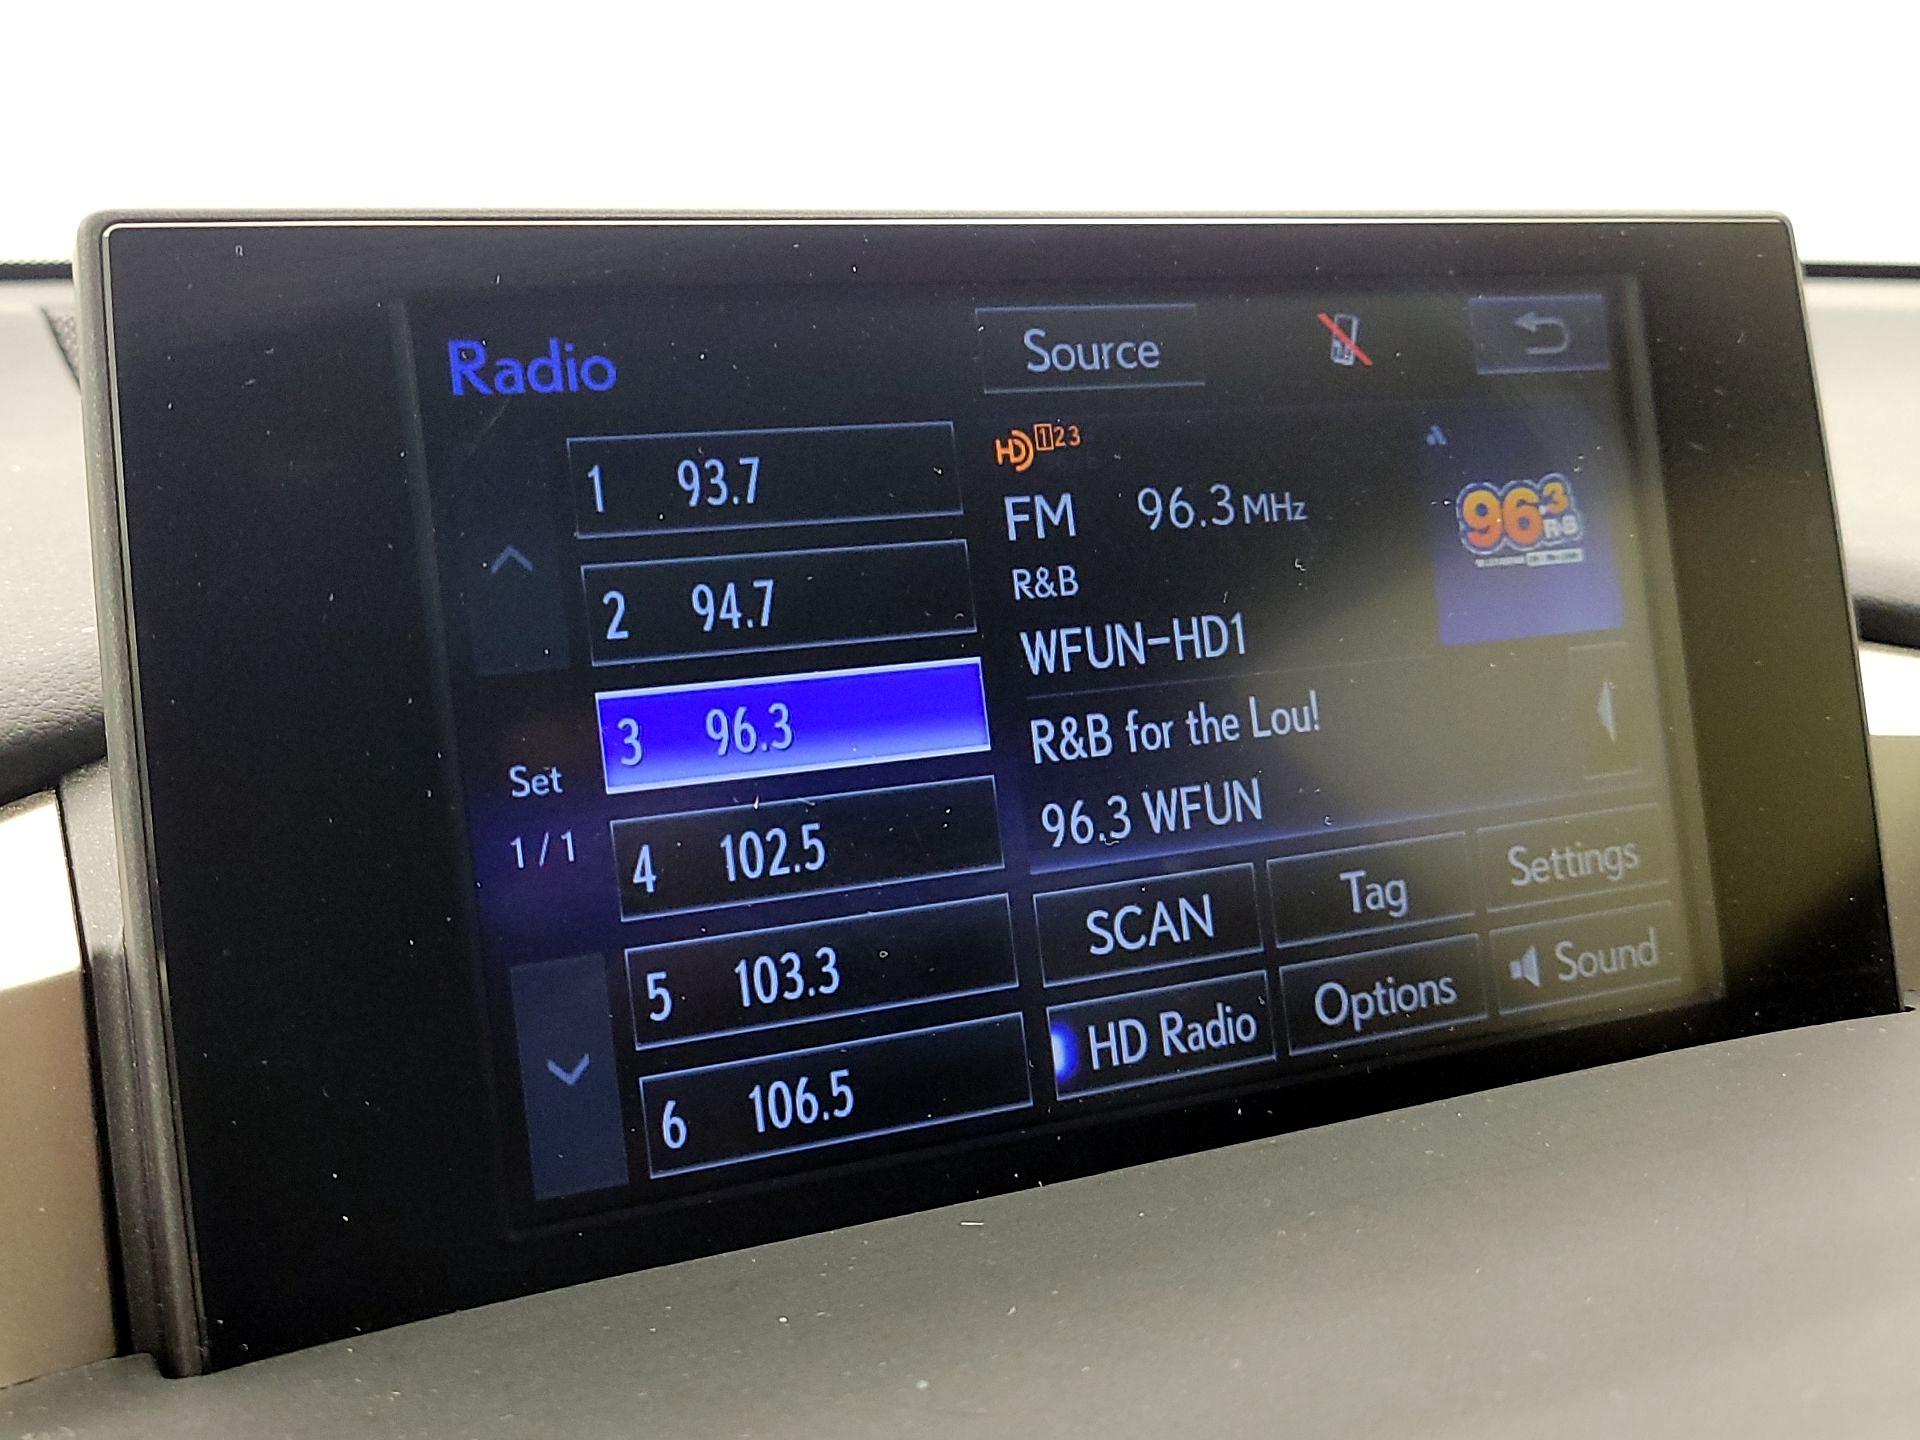 Radio
Source
1 93.7
2 94.7
3 96.3
4 102.5
5 103.3
6 106.5
Set
1/1
HD 123
FM 96.3 MHz
R&B
WFUN-HD1
R&B for the Lou!
96.3 WFUN
96.3
R&B
SCAN
Tag
Settings
HD Radio
Options
Sound